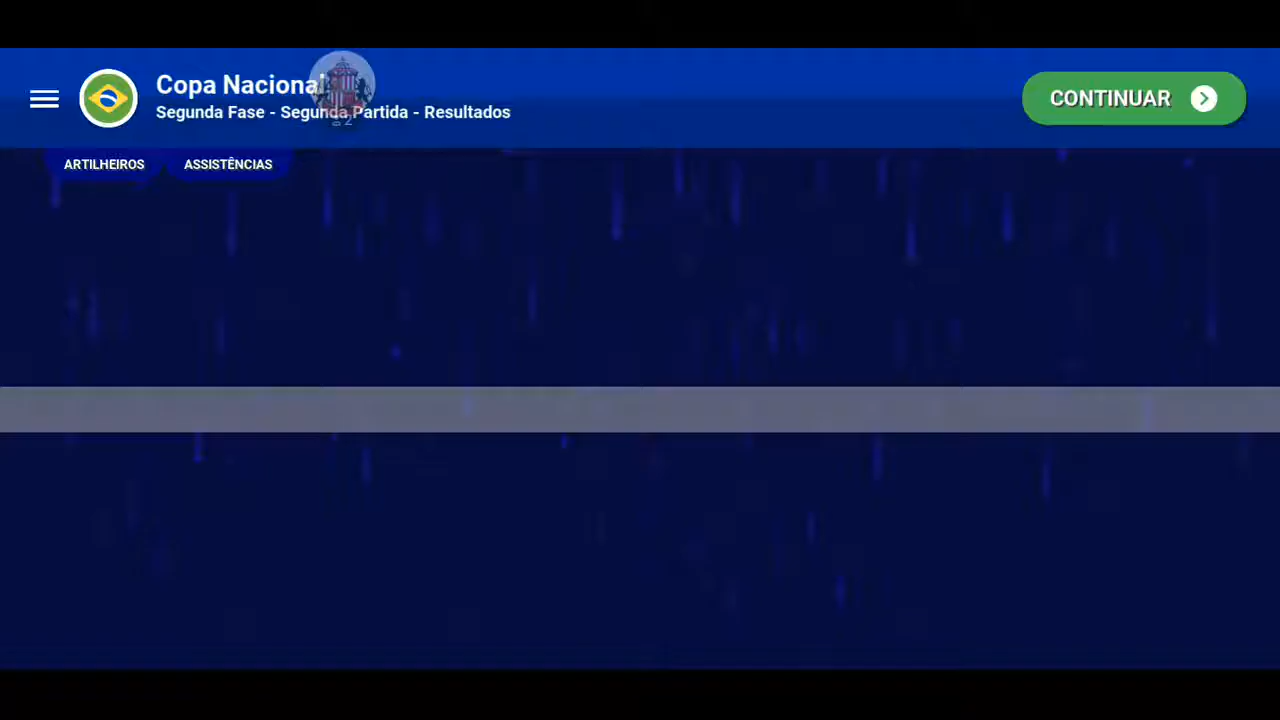 Copa Nacional
Segunda Fase - Segunda Partida - Resultados
CONTINUAR
ARTILHEIROS
ASSISTÊNCIAS